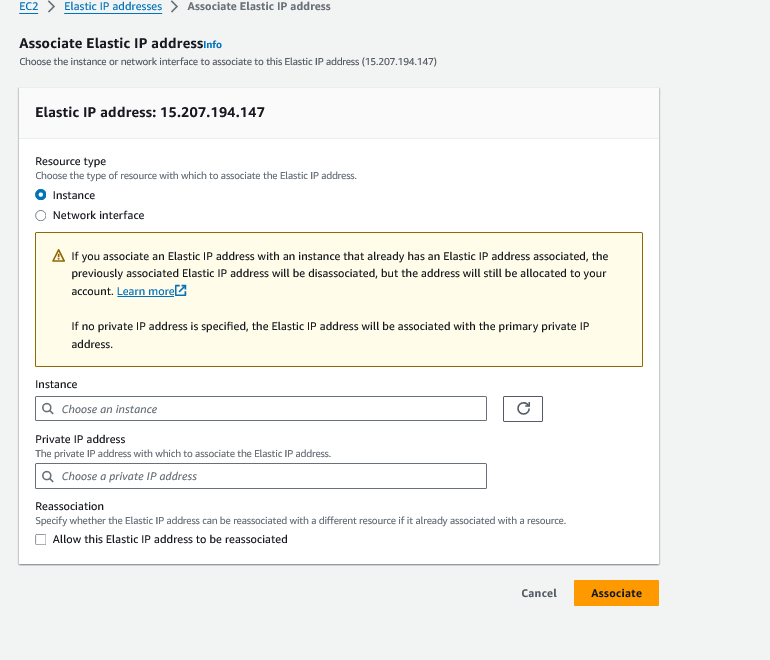 EC2 > Elastic IP addresses > Associate Elastic IP address
Associate Elastic IP address Info
Choose the instance or network interface to associate to this Elastic IP address (15.207.194.147)
Elastic IP address: 15.207.194.147
Resource type
Choose the type of resource with which to associate the Elastic IP address.
Instance
Network interface
If you associate an Elastic IP address with an instance that already has an Elastic IP address associated, the
previously associated Elastic IP address will be disassociated, but the address will still be allocated to your
account. Learn more
If no private IP address is specified, the Elastic IP address will be associated with the primary private IP
address.
Instance
Choose an instance
Private IP address
The private IP address with which to associate the Elastic IP address.
Choose a private IP address
Reassociation
Specify whether the Elastic IP address can be reassociated with a different resource if it already associated with a resource.
Allow this Elastic IP address to be reassociated
Cancel Associate